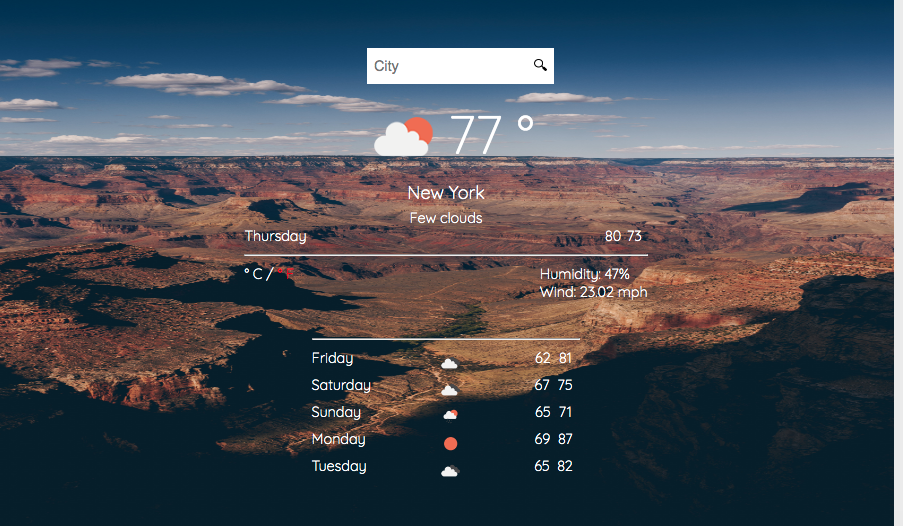 City
77 °
New York
Few clouds
Thursday 80 73
° C /
Humidity: 47%
Wind: 23.02 mph
Friday 62 81
Saturday 67 75
Sunday 65 71
Monday 69 87
Tuesday 65 82